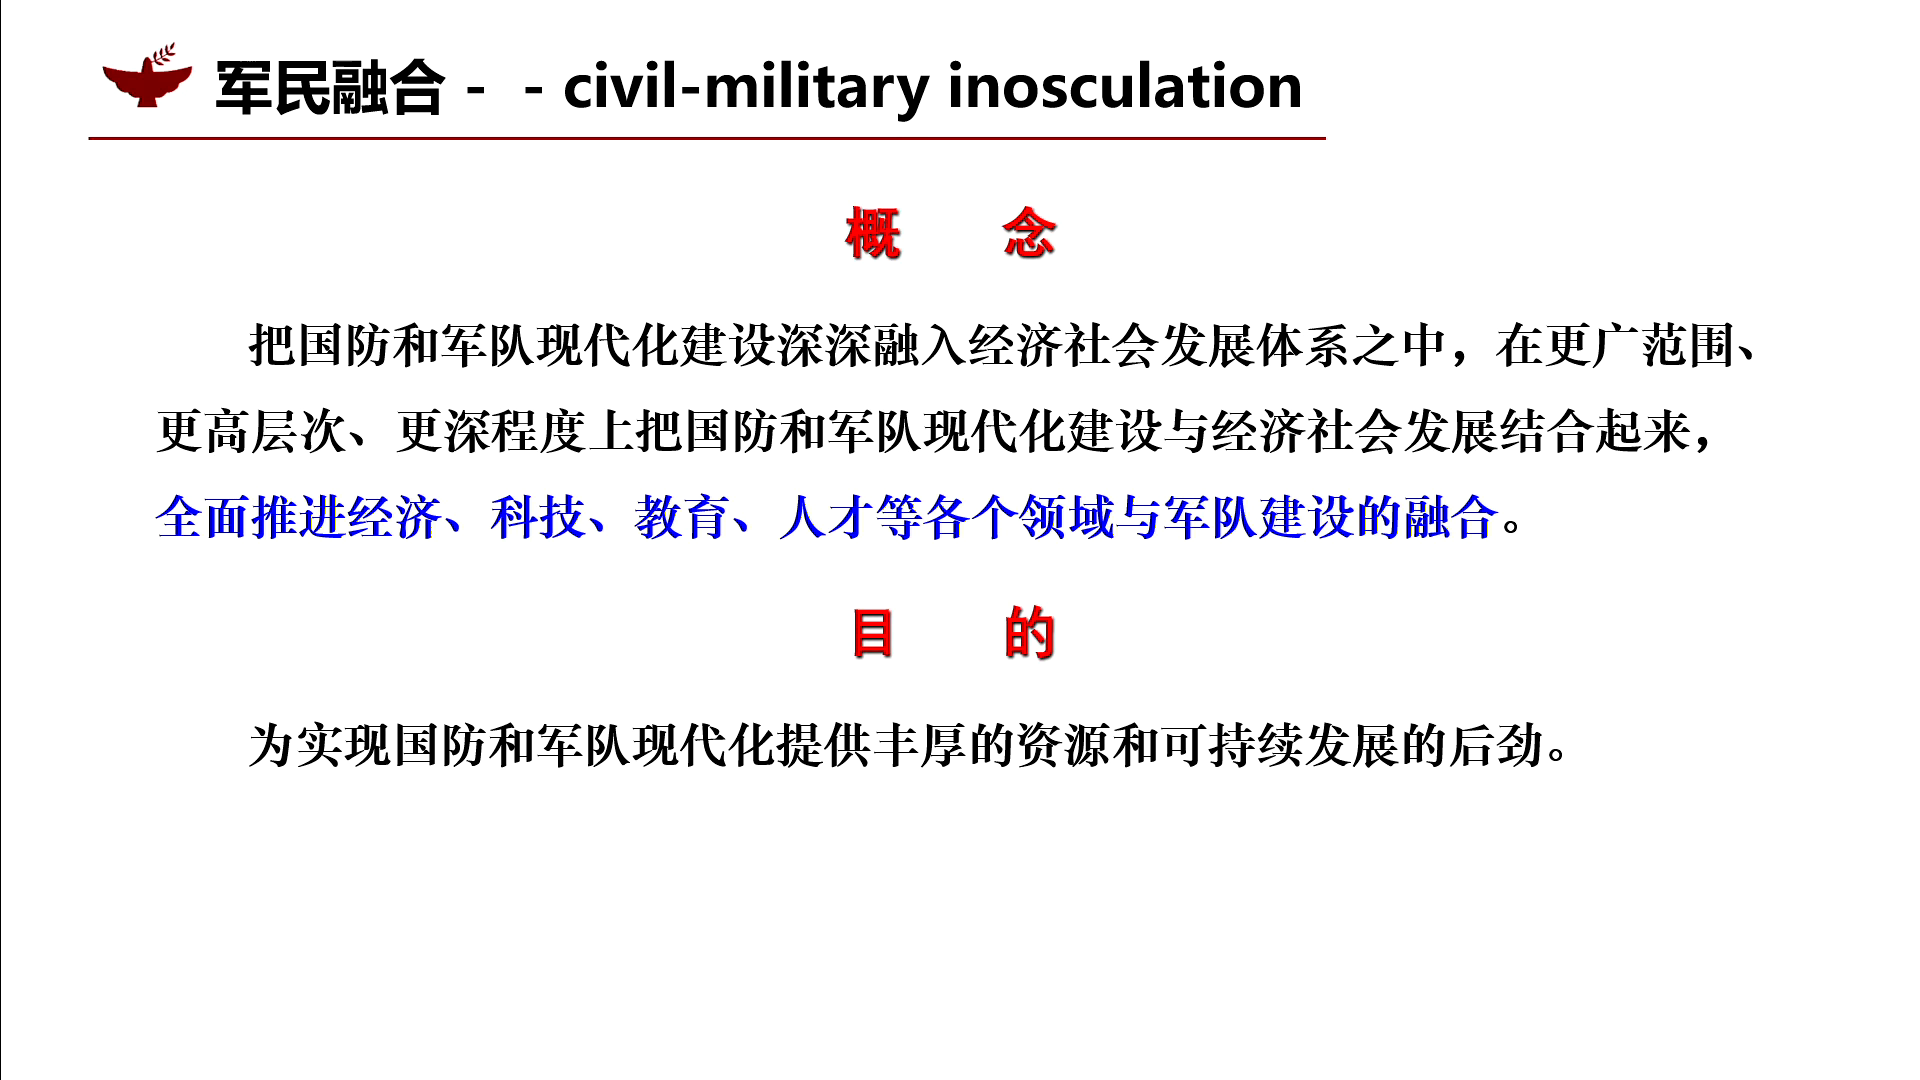 军民融合－－civil-military inosculation
概 念
把国防和军队现代化建设深深融入经济社会发展体系之中，在更广范围、
更高层次、更深程度上把国防和军队现代化建设与经济社会发展结合起来，
全面推进经济、科技、教育、人才等各个领域与军队建设的融合。
目 的
为实现国防和军队现代化提供丰厚的资源和可持续发展的后劲。